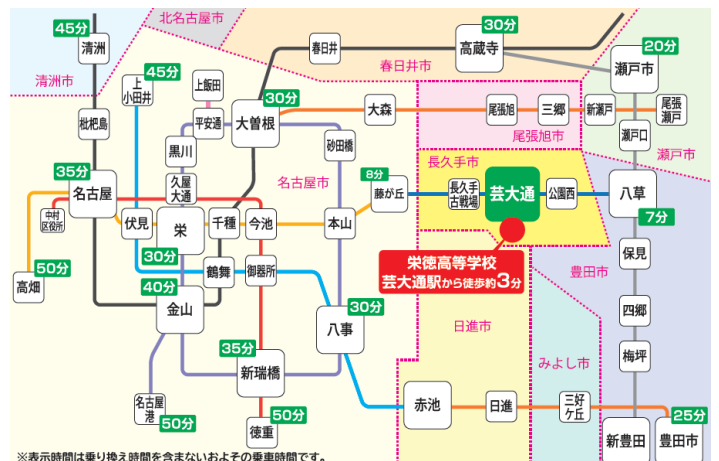 北名古屋市
45分
清洲
清洲市
枇杷島
45分
上
小田井
上飯田
平安通
黒川
久屋
大通
春日井
春日井市
30分
高蔵寺
20分
瀬戸市
30分
大曽根
大森
尾張旭
三郷
新瀬戸
尾張
瀬戸
尾張旭市
瀬戸口
瀬戸市
砂田橋
名古屋市
長久手市
35分
名古屋
中村
区役所
伏見
栄
30分
千種
今池
本山
8分
藤が丘
長久手
古戦場
芸大通
公園西
八草
7分
50分
高畑
40分
金山
鶴舞
御器所
30分
八事
栄徳高等学校
芸大通駅から徒歩約3分
日進市
豊田市
保見
四郷
梅坪
みよし市
35分
新瑞橋
名古屋
港
50分
50分
徳重
赤池
日進
三好
ケ丘
新豊田
25分
豊田市
※表示時間は乗り換え時間を含まないおよその乗車時間です。